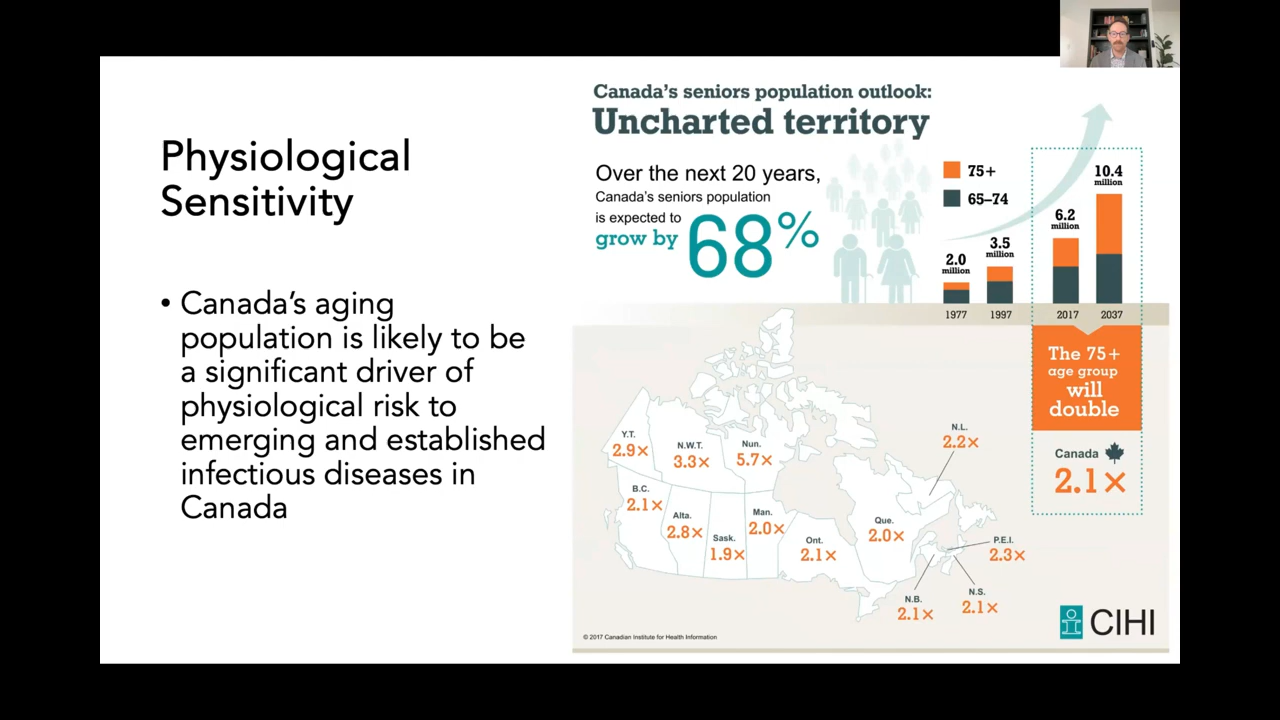 Physiological
Sensitivity
• Canada's aging
population is likely to be
a significant driver of
physiological risk to
emerging and established
infectious diseases in
Canada
Canada's seniors population outlook:
Uncharted territory
Over the next 20 years,
Canada's seniors population
is expected to
grow by 68%
75+
65–74
2.0
million
3.5
million
6.2
million
10.4
million
1977
1997
2017
2037
The 75+
age group
will
double
Canada
2.1×
Y.T.
2.9×
N.W.T.
3.3×
Nun.
5.7×
B.C.
2.1×
Alta.
2.8×
Sask.
1.9×
Man.
2.0×
Ont.
2.1×
Que.
2.0×
N.L.
2.2×
P.E.I.
2.3×
N.B.
2.1×
N.S.
2.1×
© 2017 Canadian Institute for Health Information
CIHI